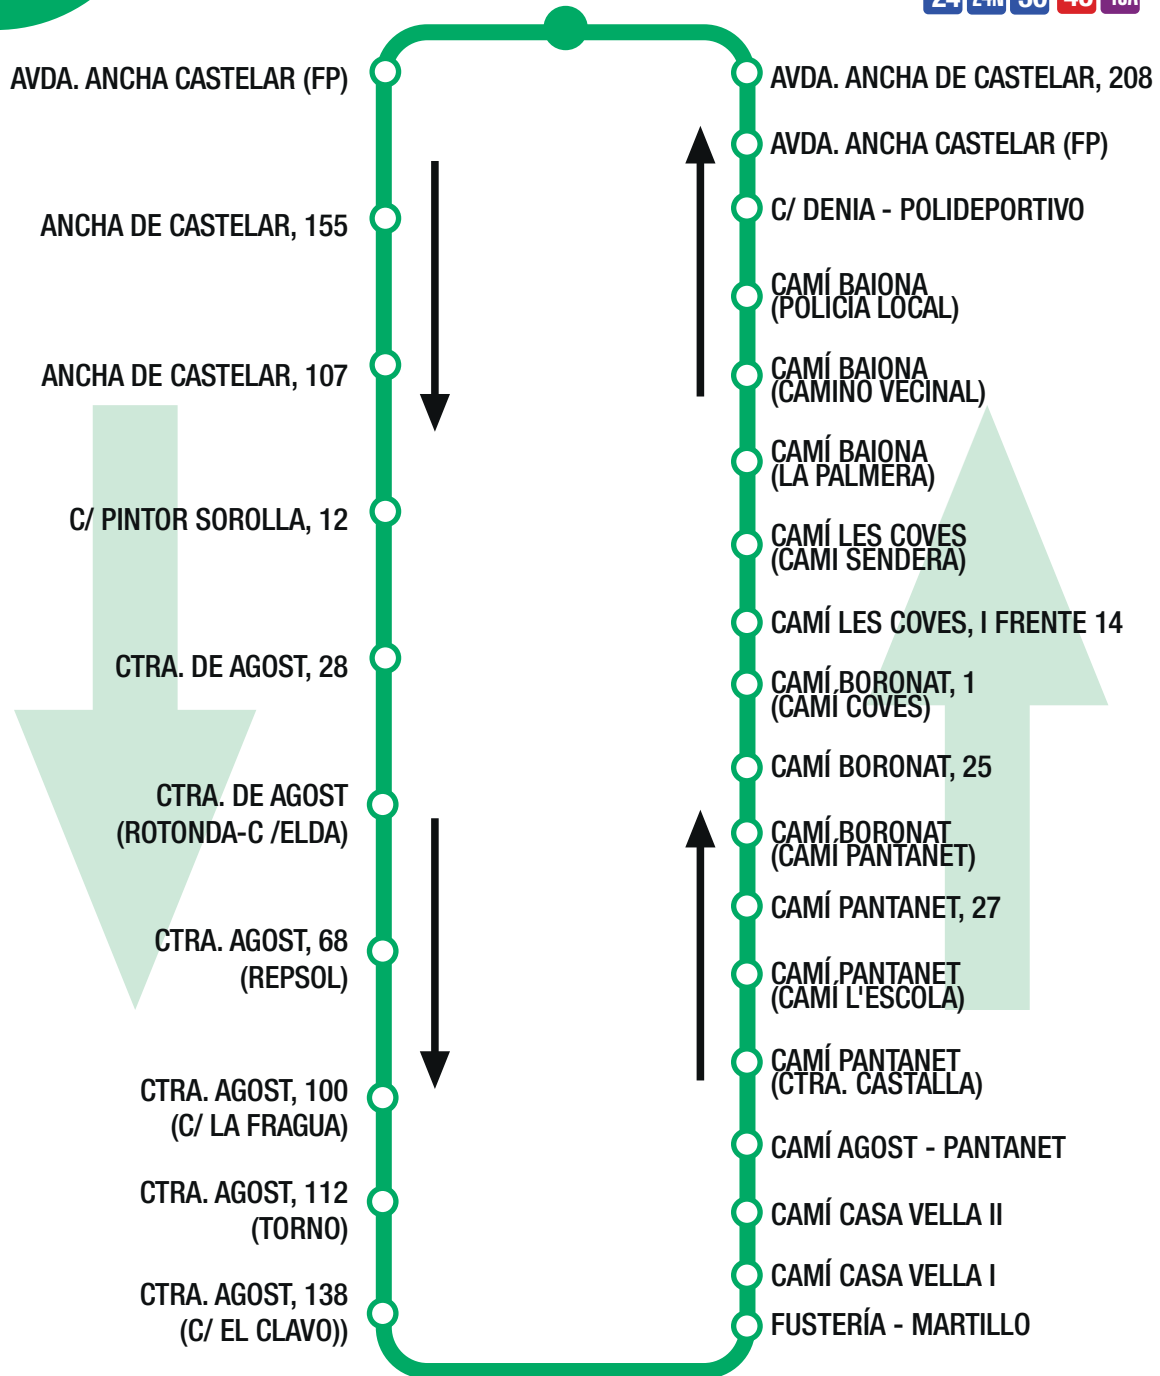 24 24N 30
AVDA. ANCHA CASTELAR (FP)
ANCHA DE CASTELAR, 155
ANCHA DE CASTELAR, 107
C/ PINTOR SOROLLA, 12
CTRA. DE AGOST, 28
CTRA. DE AGOST
(ROTONDA-C /ELDA)
CTRA. AGOST, 68
(REPSOL)
CTRA. AGOST, 100
(C/ LA FRAGUA)
CTRA. AGOST, 112
(TORNO)
CTRA. AGOST, 138
(C/ EL CLAVO))
AVDA. ANCHA DE CASTELAR, 208
AVDA. ANCHA CASTELAR (FP)
C/ DENIA - POLIDEPORTIVO
CAMÍ BAIONA
(POLICIA LOCAL)
CAMÍ BAIONA
(CAMINO VECINAL)
CAMÍ BAIONA
(LA PALMERA)
CAMÍ LES COVES
(CAMI SENDERA)
CAMÍ LES COVES, I FRENTE 14
CAMÍ BORONAT, 1
(CAMÍ COVES)
CAMÍ BORONAT, 25
CAMÍ BORONAT
(CAMÍ PANTANET)
CAMÍ PANTANET, 27
CAMÍ PANTANET
(CAMÍ L'ESCOLA)
CAMÍ PANTANET
(CTRA. CASTALLA)
CAMÍ AGOST - PANTANET
CAMÍ CASA VELLA II
CAMÍ CASA VELLA I
FUSTERÍA - MARTILLO